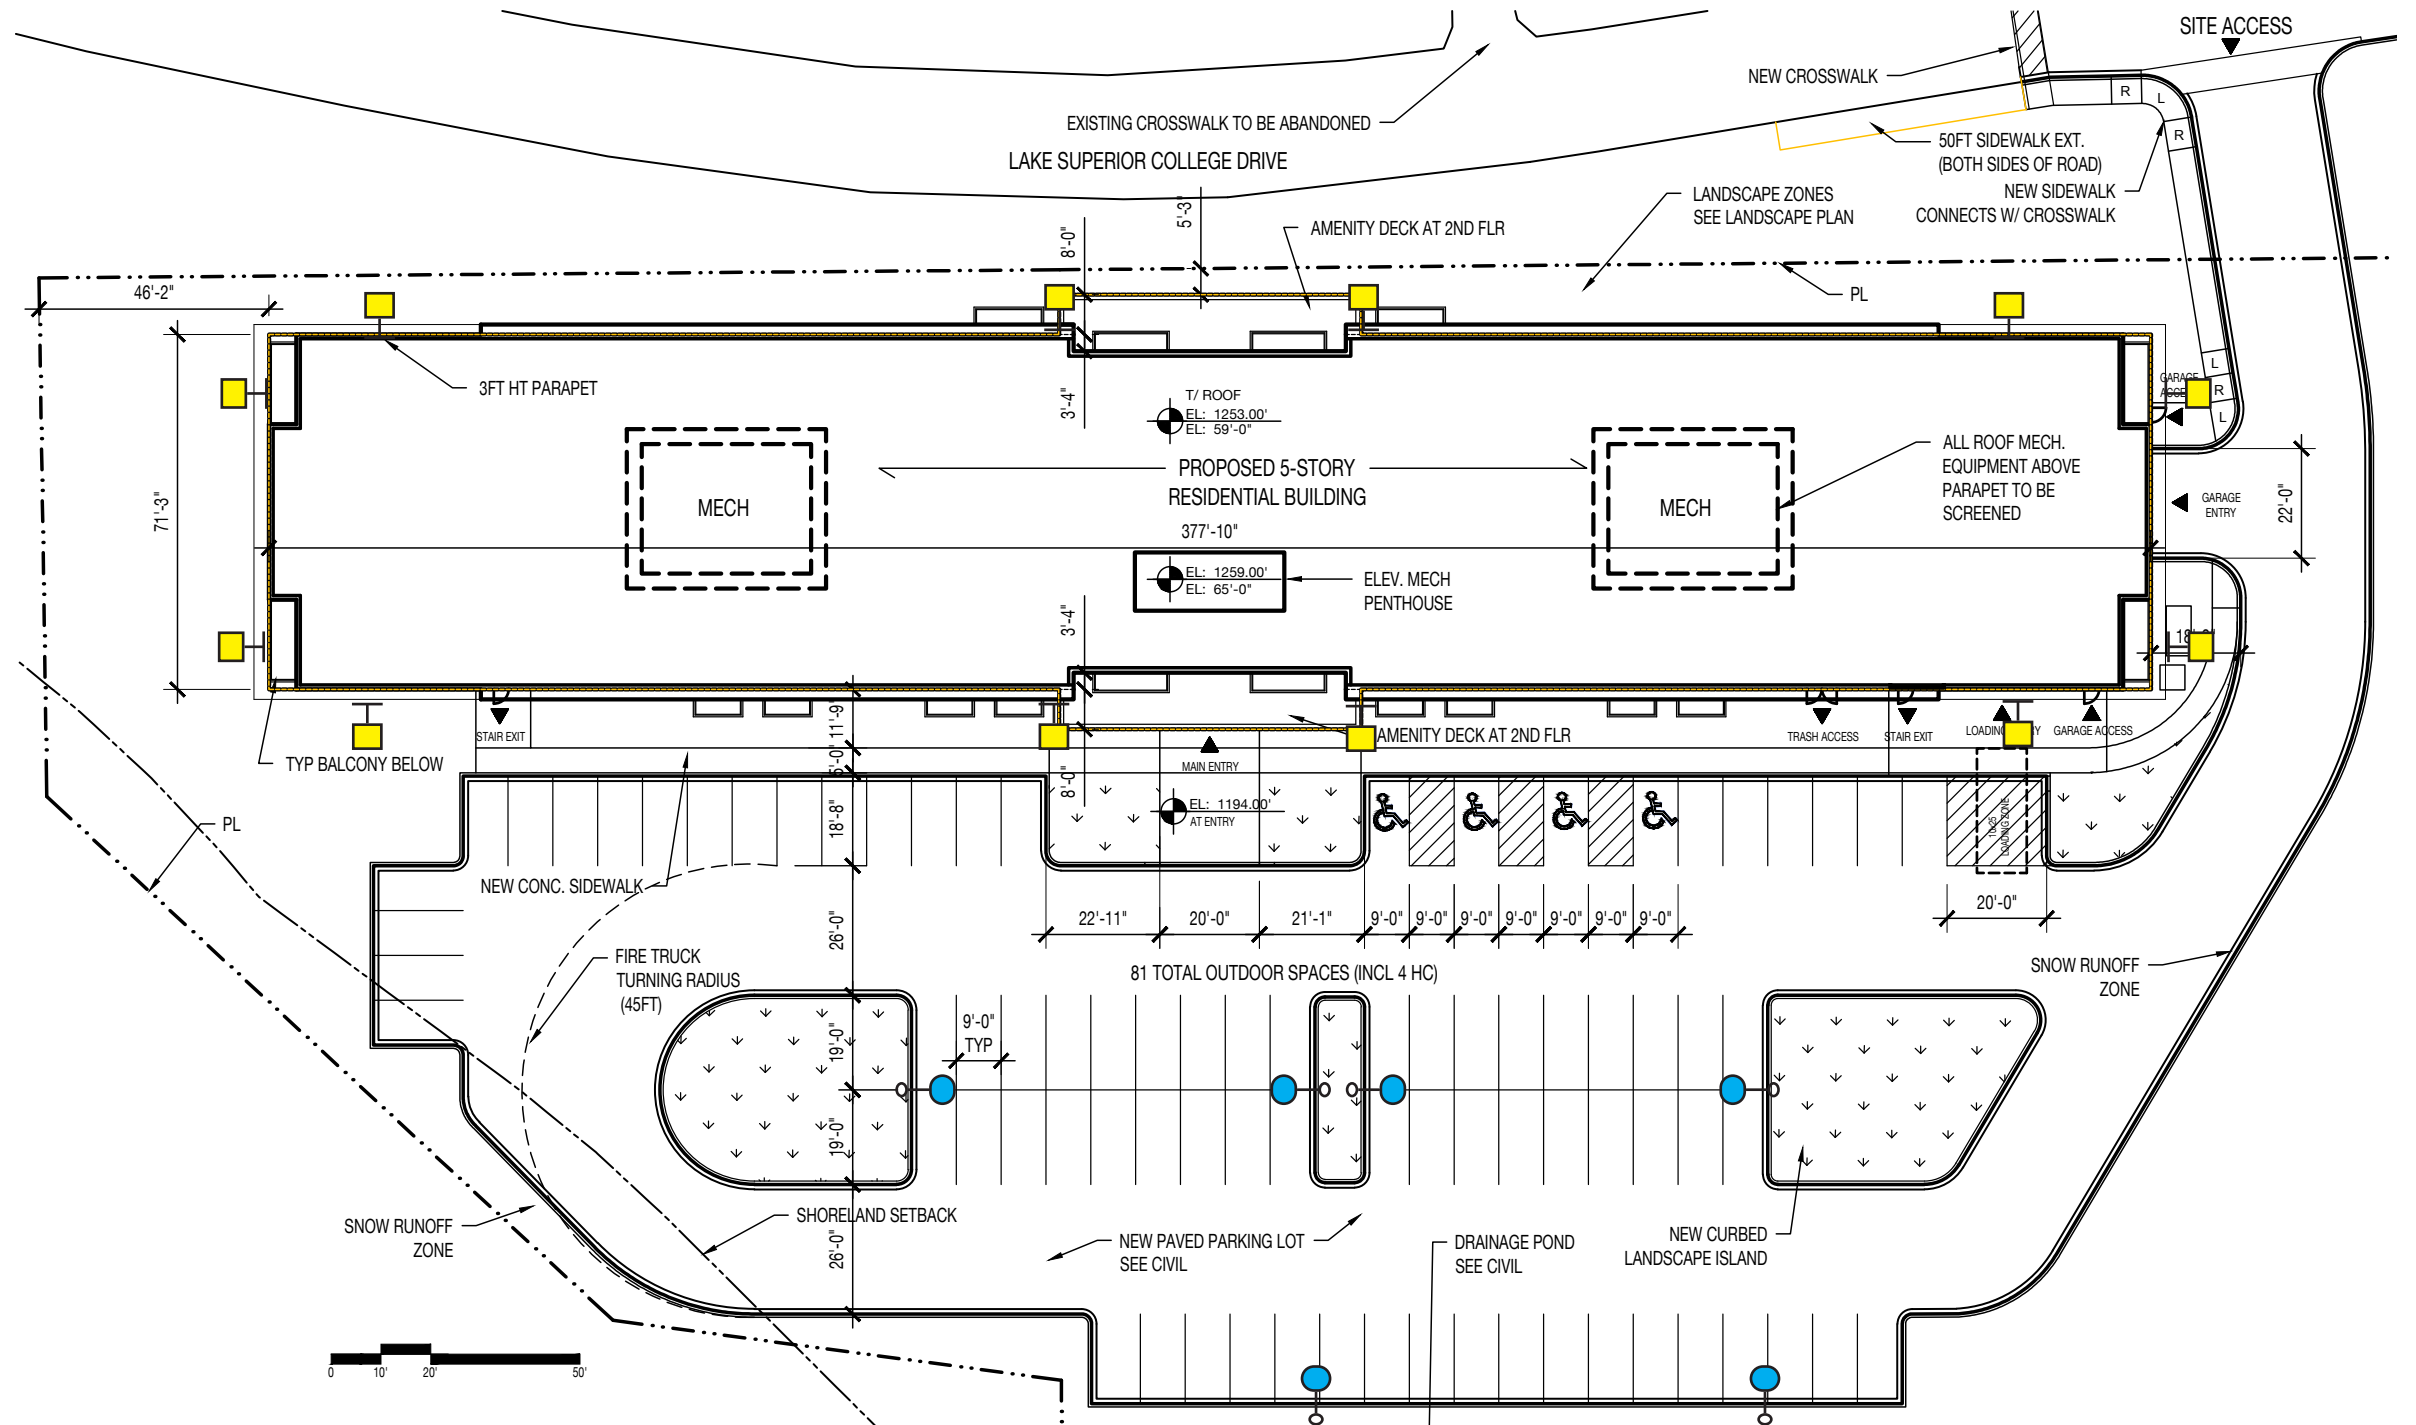 SITE ACCESS
NEW CROSSWALK
R
L
R
EXISTING CROSSWALK TO BE ABANDONED
50FT SIDEWALK EXT.
(BOTH SIDES OF ROAD)
LAKE SUPERIOR COLLEGE DRIVE
NEW SIDEWALK
CONNECTS W/ CROSSWALK
LANDSCAPE ZONES
SEE LANDSCAPE PLAN
5'-3"
8'-0"
AMENITY DECK AT 2ND FLR
46'-2"
PL
3FT HT PARAPET
L
GARAGE
R
L
3'-4"
T/ ROOF
EL: 1253.00'
EL: 59'-0"
ALL ROOF MECH.
EQUIPMENT ABOVE
PARAPET TO BE
SCREENED
PROPOSED 5-STORY
RESIDENTIAL BUILDING
71'-3"
MECH
MECH
GARAGE
ENTRY
22'-0"
377'-10"
EL: 1259.00'
EL: 65'-0"
ELEV. MECH
PENTHOUSE
3'-4"
11'-9"
STAIR EXIT
AMENITY DECK AT 2ND FLR
TRASH ACCESS
STAIR EXIT
GARAGE ACCESS
TYP BALCONY BELOW
5'-0"
MAIN ENTRY
8'-0"
EL: 1194.00'
AT ENTRY
PL
18'-8"
10x25
LOADING ZONE
NEW CONC. SIDEWALK
22'-11"
20'-0"
21'-1"
9'-0"
9'-0"
9'-0"
9'-0"
9'-0"
9'-0"
9'-0"
20'-0"
26'-0"
FIRE TRUCK
TURNING RADIUS
(45FT)
81 TOTAL OUTDOOR SPACES (INCL 4 HC)
SNOW RUNOFF
ZONE
9'-0"
TYP
19'-0"
19'-0"
SNOW RUNOFF
ZONE
SHORELAND SETBACK
26'-0"
NEW PAVED PARKING LOT
SEE CIVIL
DRAINAGE POND
SEE CIVIL
NEW CURBED
LANDSCAPE ISLAND
0
10'
20'
50'